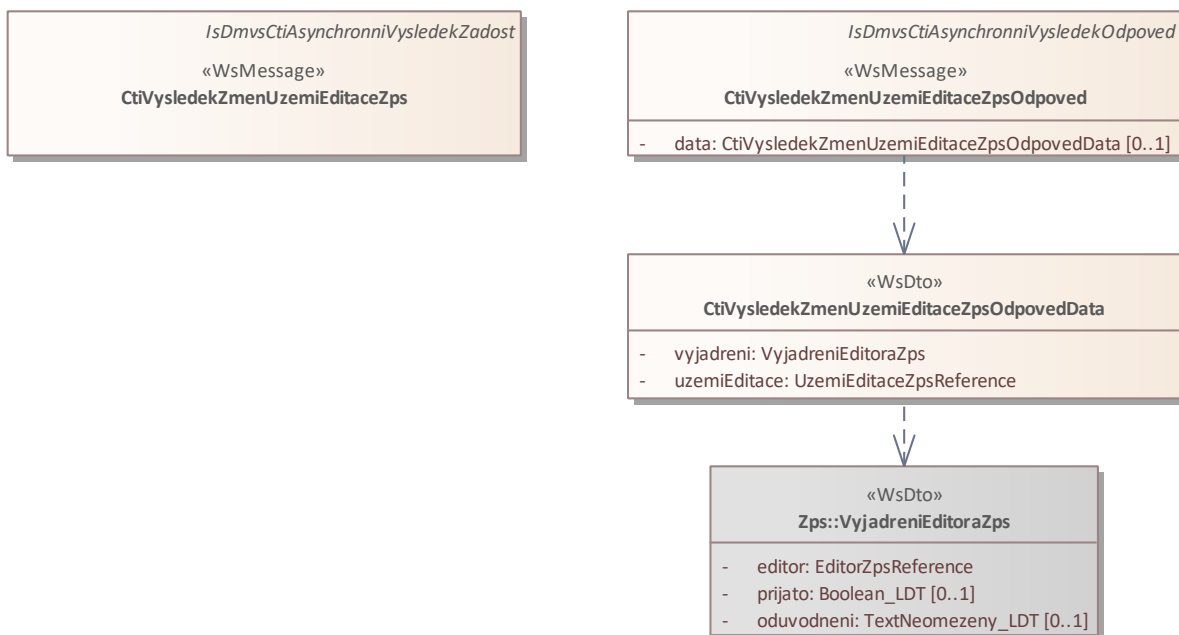 IsDmvsCtiAsynchronniVysledekZadost
«WsMessage»
CtiVysledekZmenUzemiEditaceZps
IsDmvsCtiAsynchronniVysledekOdpoved
«WsMessage»
CtiVysledekZmenUzemiEditaceZpsOdpoved
- data: CtiVysledekZmenUzemiEditaceZpsOdpovedData [0..1]
«WsDto»
CtiVysledekZmenUzemiEditaceZpsOdpovedData
- vyjadreni: VyjadreniEditoraZps
- uzemiEditace: UzemiEditaceZpsReference
«WsDto»
Zps::VyjadreniEditoraZps
- editor: EditorZpsReference
- prijato: Boolean_LDT [0..1]
- oduvodneni: TextNeomezeny_LDT [0..1]